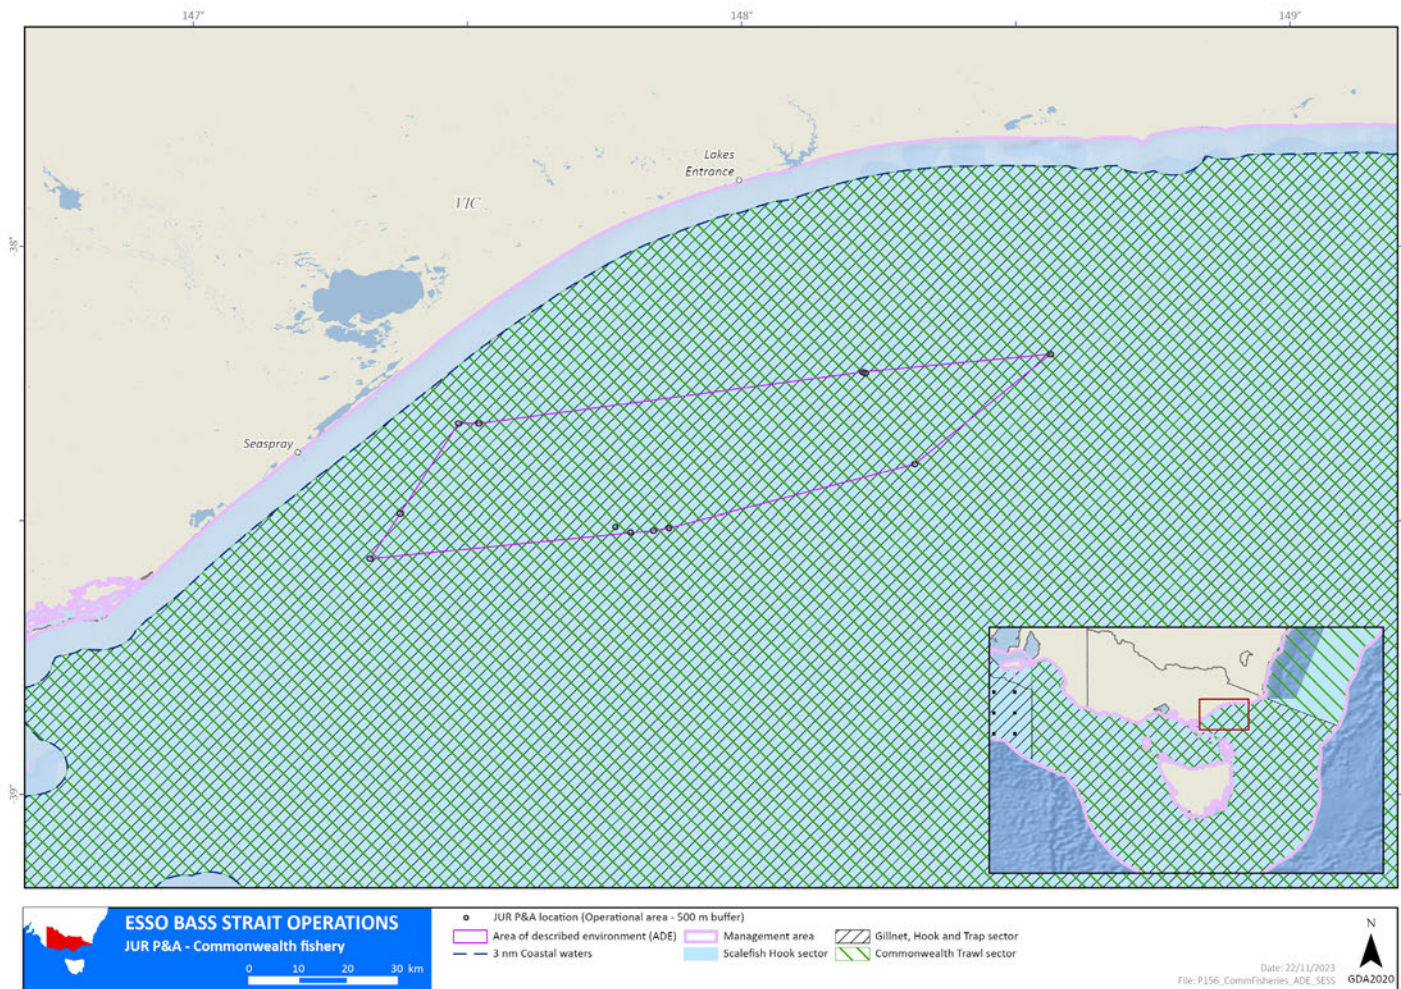 147°
148°
149°
38°
39°
Lakes
Entrance
VIC
Seaspray
ESSO BASS STRAIT OPERATIONS
JUR P&A - Commonwealth fishery
0 10 20 30 km
JUR P&A location (Operational area - 500 m buffer)
Area of described environment (ADE)
3 nm Coastal waters
Management area
Scalefish Hook sector
Gillnet, Hook and Trap sector
Commonwealth Trawl sector
N
GDA2020
Date: 22/11/2023
File: P156_CommFisheries_ADE_SESS